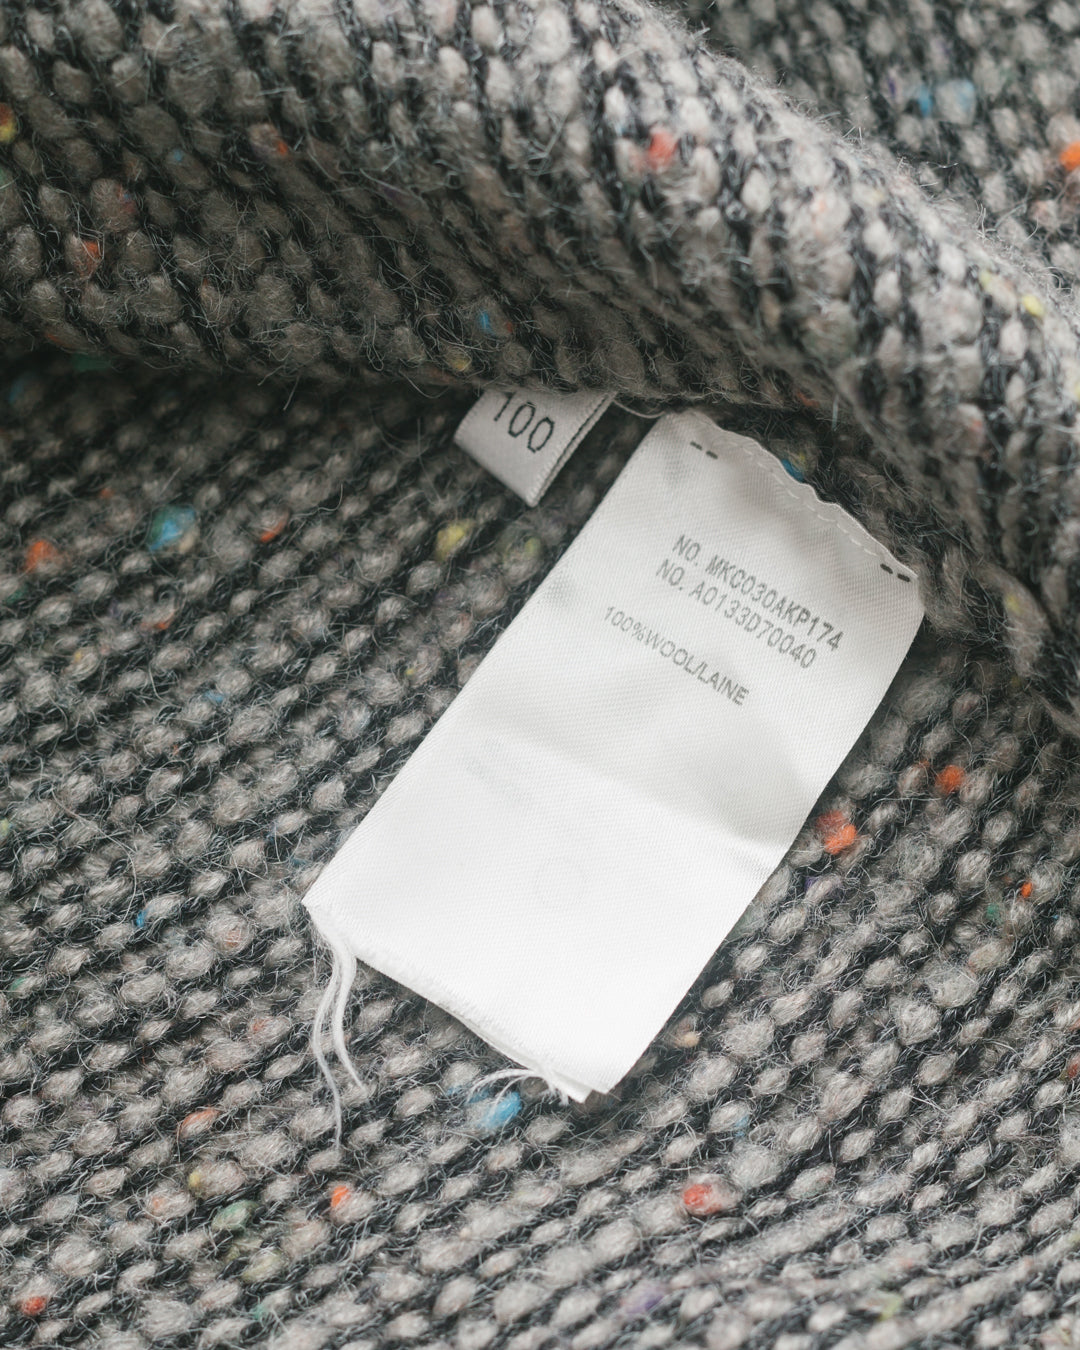 100
NO. MKC030AKP174
NO. A0133D70040
100%WOOL/LAINE